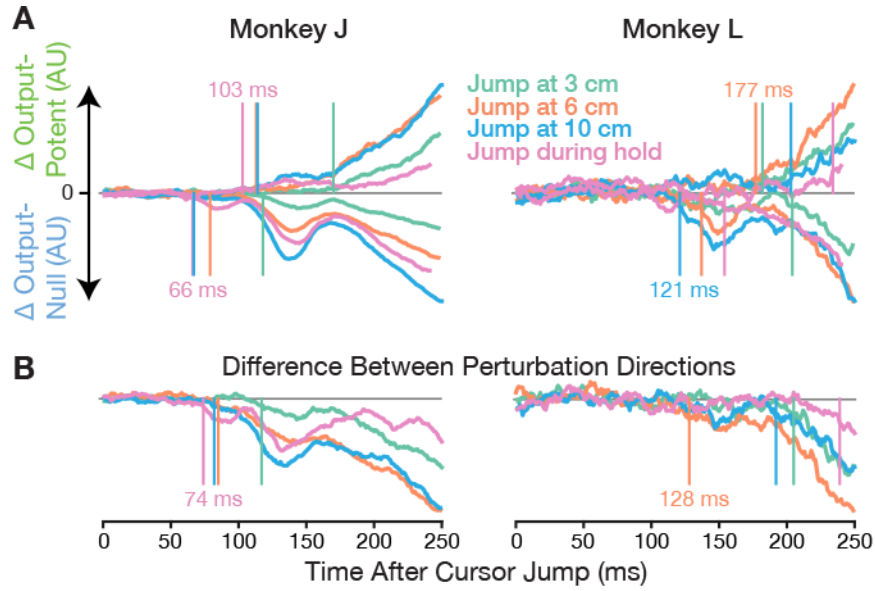 A
Monkey J
Monkey L
Δ Output-
Potent (AU)
0
Δ Output-
Null (AU)
103 ms
66 ms
Jump at 3 cm
Jump at 6 cm
Jump at 10 cm
Jump during hold
177 ms
121 ms
B
Difference Between Perturbation Directions
74 ms
128 ms
0 50 100 150 200 250
0 50 100 150 200 250
Time After Cursor Jump (ms)